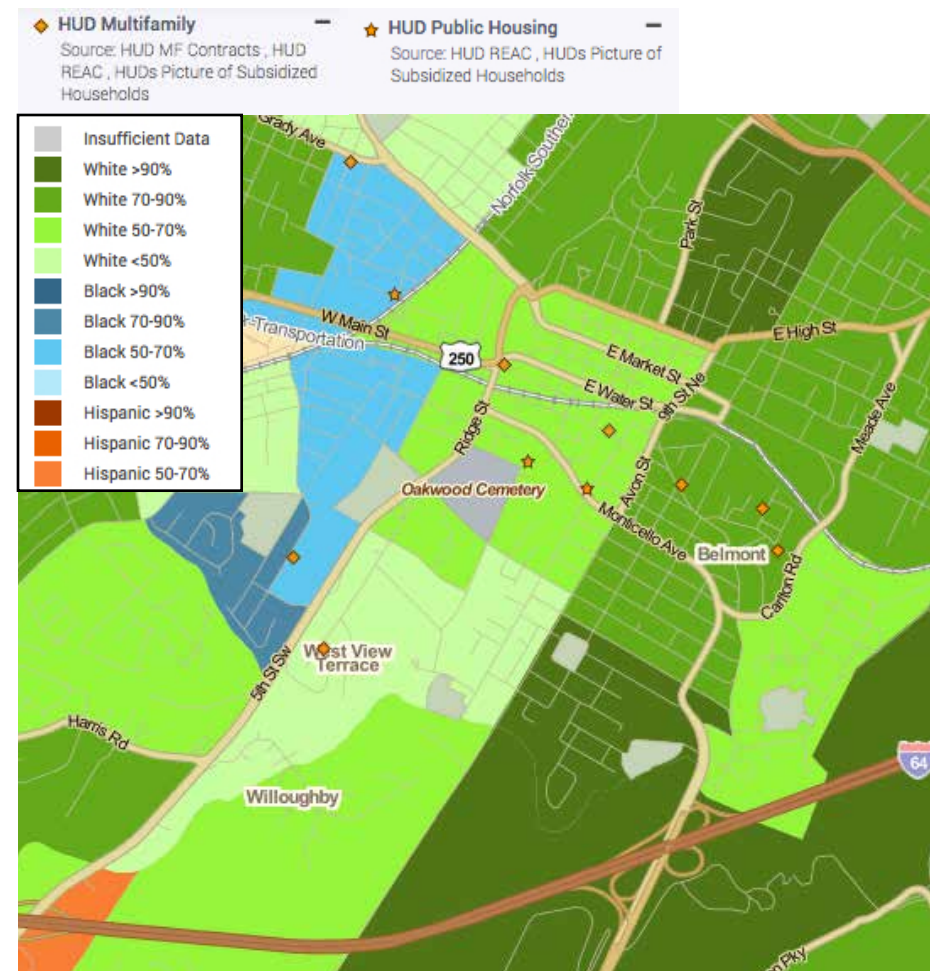 HUD Multifamily
Source: HUD MF Contracts , HUD
REAC , HUDs Picture of Subsidized
Households
HUD Public Housing
Source: HUD REAC , HUDs Picture of
Subsidized Households
Insufficient Data
White >90%
White 70-90%
White 50-70%
White <50%
Black >90%
Black 70-90%
Black 50-70%
Black <50%
Hispanic >90%
Hispanic 70-90%
Hispanic 50-70%
Grady Ave
Norfolk Souther
Park St
W Main St
k-Transportation
250
E High St
E Market St
E Water St
9th St Ne
Meade Ave
Ridge St
Avon St
Oakwood Cemetery
Monticello Ave
Belmont
Carlton Rd
West View
Terrace
5th St Sw
Harris Rd
Willoughby
64
Pky